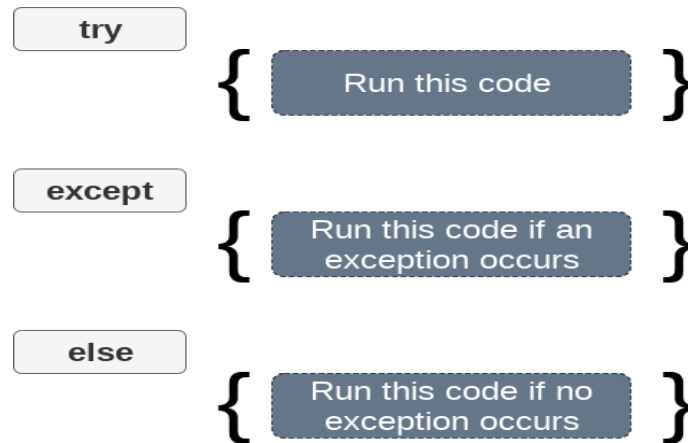 try
{ Run this code }
except
{ Run this code if an
exception occurs }
else
{ Run this code if no
exception occurs }